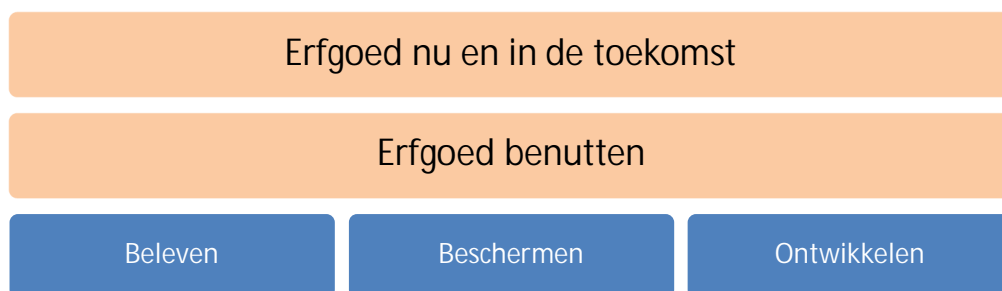 Erfgoed nu en in de toekomst
Erfgoed benutten
Beleven
Beschermen
Ontwikkelen